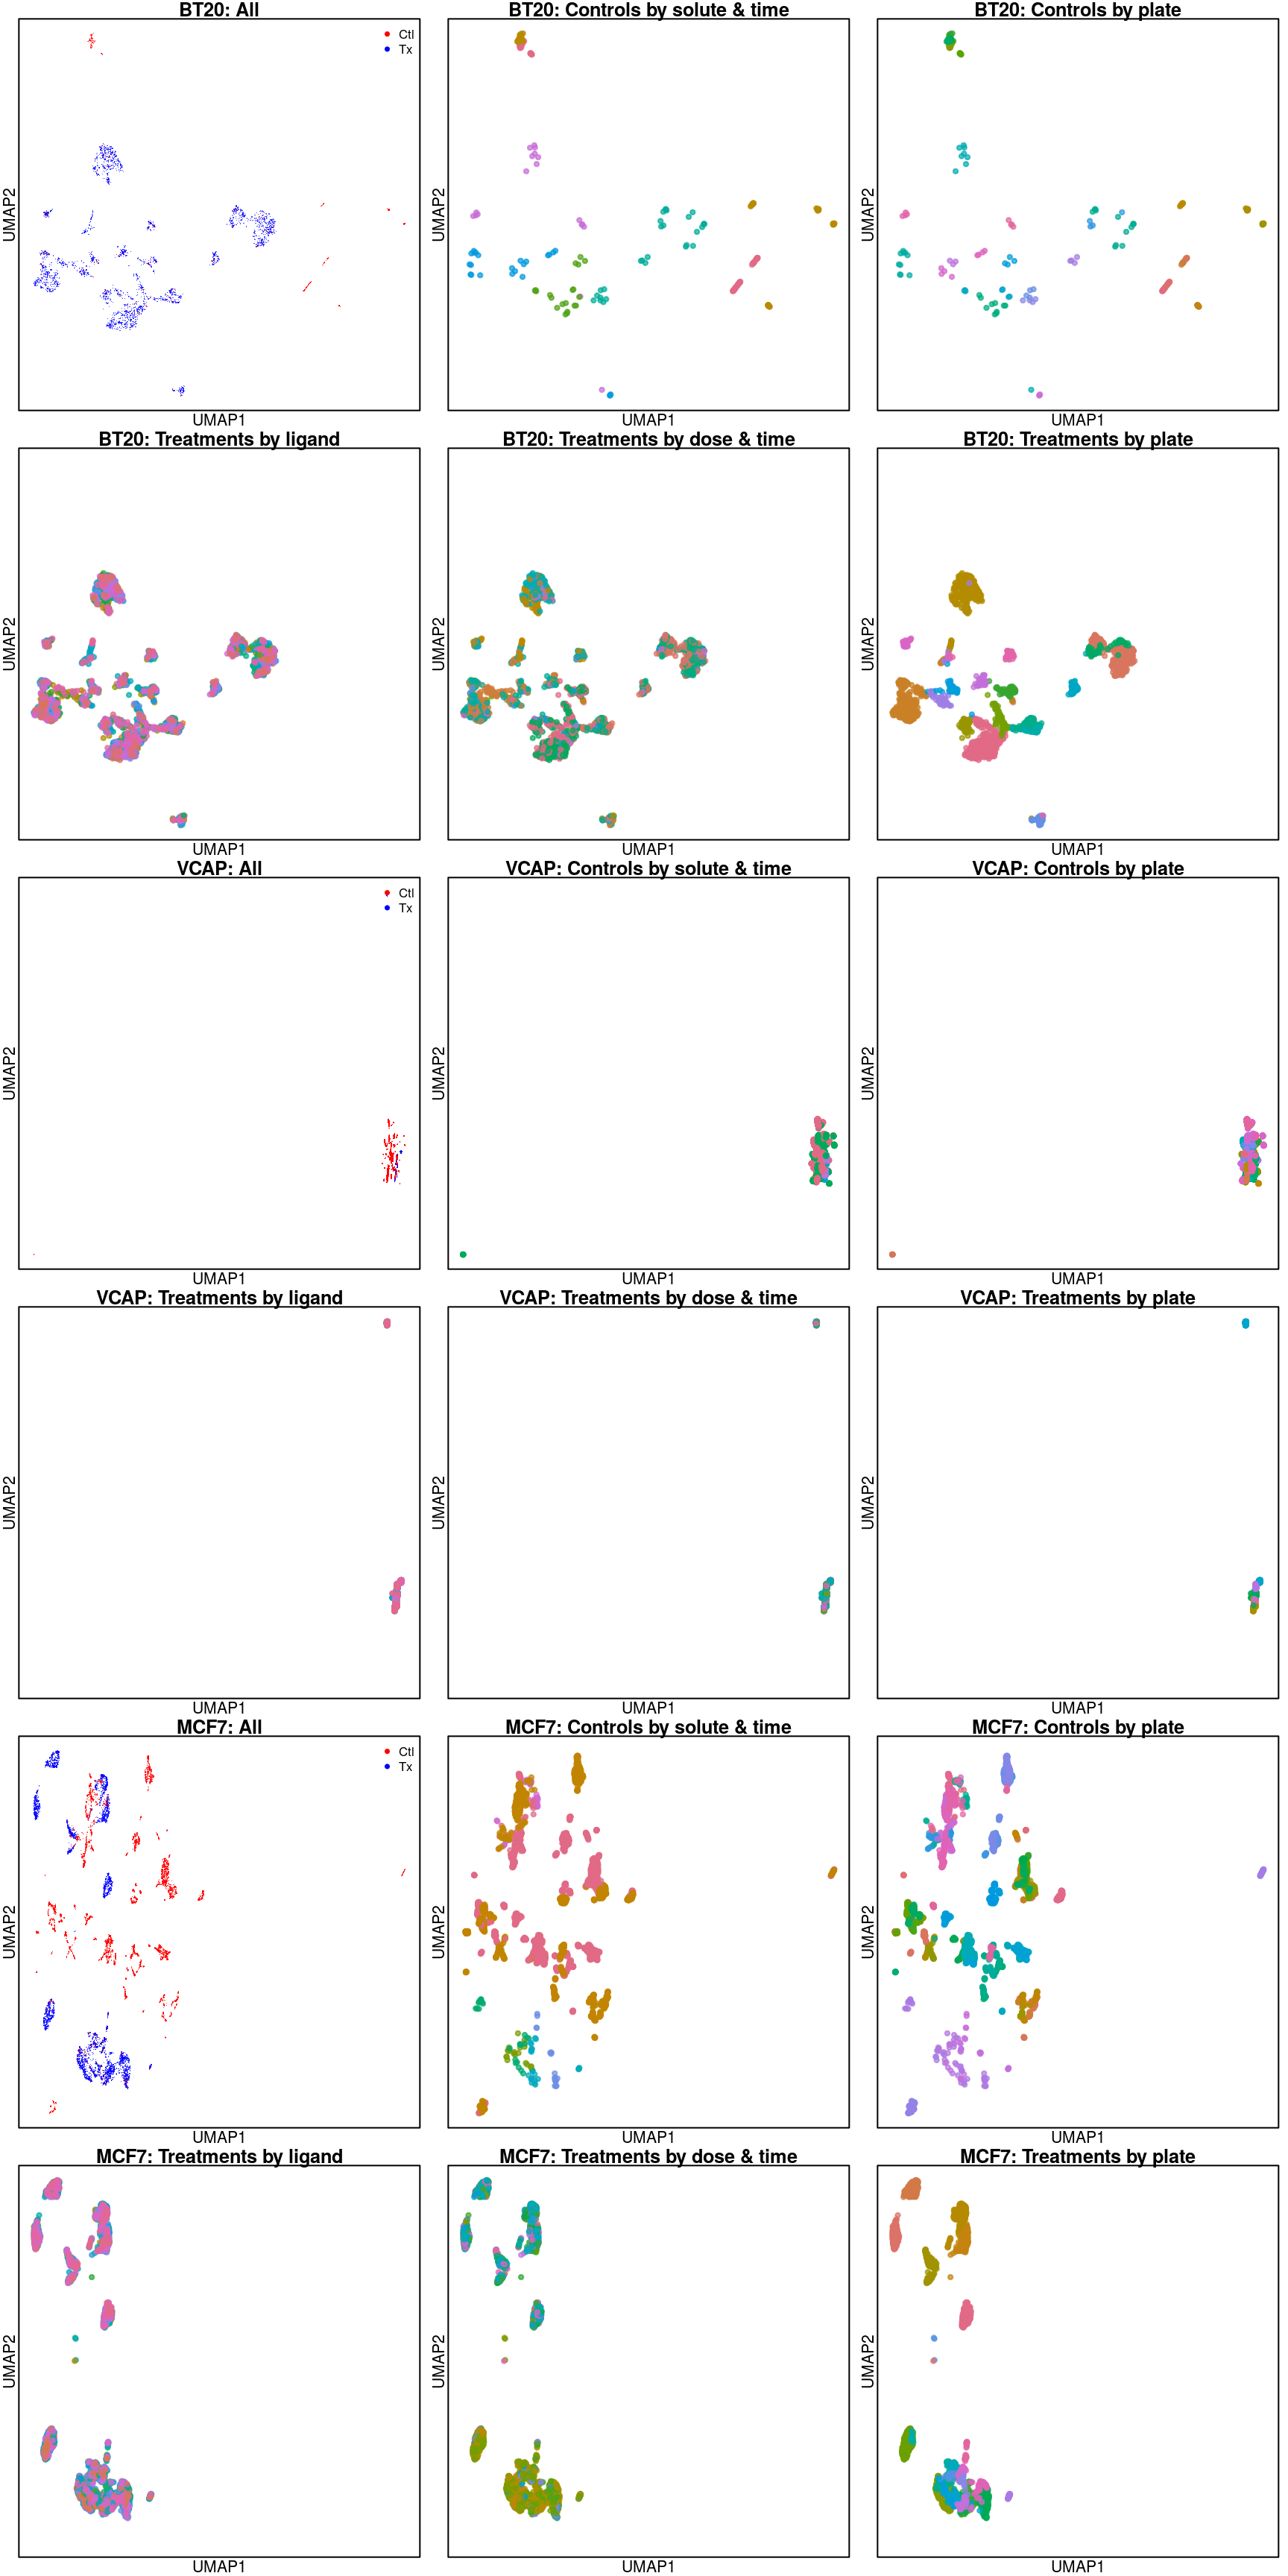 BT20: All
BT20: Controls by solute & time
BT20: Controls by plate
Ctl
Tx
UMAP2
UMAP2
UMAP2
UMAP1
UMAP1
UMAP1
BT20: Treatments by ligand
BT20: Treatments by dose & time
BT20: Treatments by plate
UMAP2
UMAP2
UMAP2
UMAP1
UMAP1
UMAP1
VCAP: All
VCAP: Controls by solute & time
VCAP: Controls by plate
Ctl
Tx
UMAP2
UMAP2
UMAP2
UMAP1
UMAP1
UMAP1
VCAP: Treatments by ligand
VCAP: Treatments by dose & time
VCAP: Treatments by plate
UMAP2
UMAP2
UMAP2
UMAP1
UMAP1
UMAP1
MCF7: All
MCF7: Controls by solute & time
MCF7: Controls by plate
Ctl
Tx
UMAP2
UMAP2
UMAP2
UMAP1
UMAP1
UMAP1
MCF7: Treatments by ligand
MCF7: Treatments by dose & time
MCF7: Treatments by plate
UMAP2
UMAP2
UMAP2
UMAP1
UMAP1
UMAP1